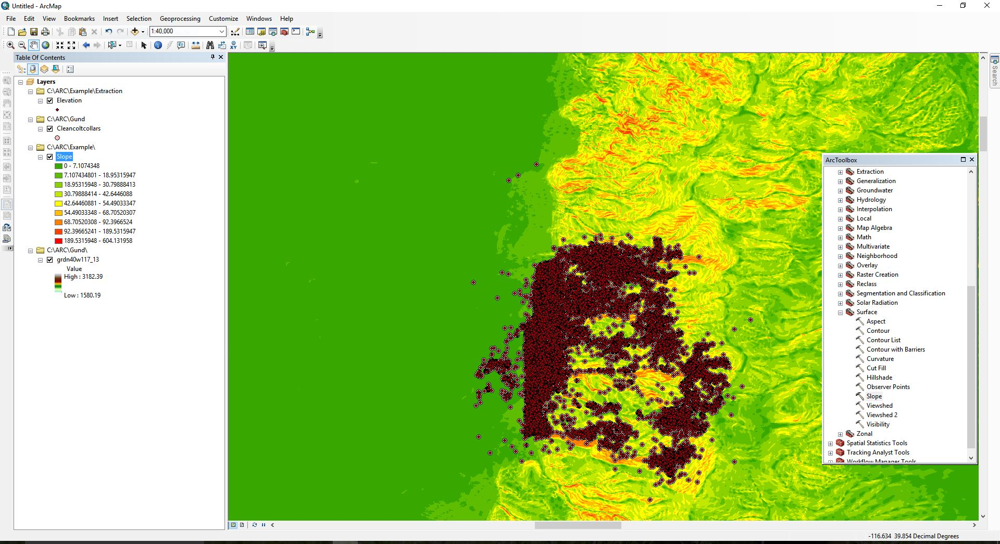 Untitled - ArcMap
File Edit View Bookmarks Insert Selection Geoprocessing Customize Windows Help
1:40,000
Table Of Contents
Layers
C:\ARC\Example\Extraction
Elevation
C:\ARC\Gund
Cleancoltcollars
C:\ARC\Example\
Slope
0 - 7.1074348
7.107434801 - 18.95315947
18.95315948 - 30.79888413
30.79888414 - 42.6446088
42.64460881 - 54.49033347
54.49033348 - 68.70520307
68.70520308 - 92.3966524
92.39665241 - 189.5315947
189.5315948 - 604.131958
C:\ARC\Gund\
grdn40w117_13
Value
High : 3182.39
Low : 1580.19
Search
ArcToolbox
Extraction
Generalization
Groundwater
Hydrology
Interpolation
Local
Map Algebra
Math
Multivariate
Neighborhood
Overlay
Raster Creation
Reclass
Segmentation and Classification
Solar Radiation
Surface
Aspect
Contour
Contour List
Contour with Barriers
Curvature
Cut Fill
Hillshade
Observer Points
Slope
Viewshed
Viewshed 2
Visibility
Zonal
Spatial Statistics Tools
Tracking Analyst Tools
Workflow Manager Tools
-116.634 39.854 Decimal Degrees